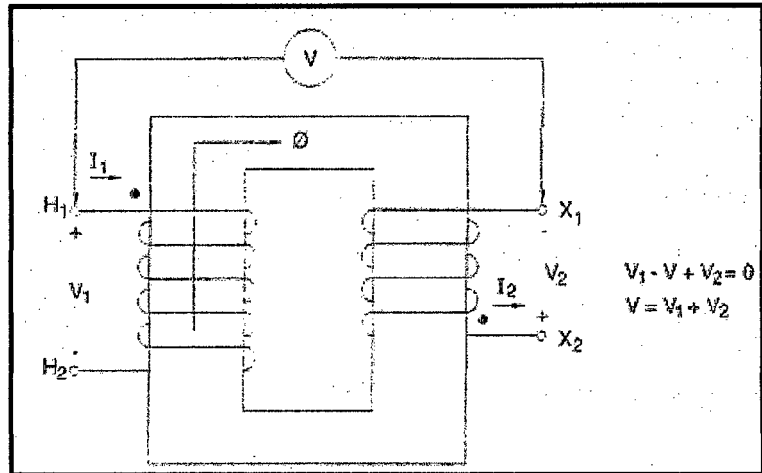 V
Ø
I₁
H₁
+
V₁
-
H₂
X₁
-
V₂
I₂
+
X₂
V₁ - V + V₂ = 0
V = V₁ + V₂